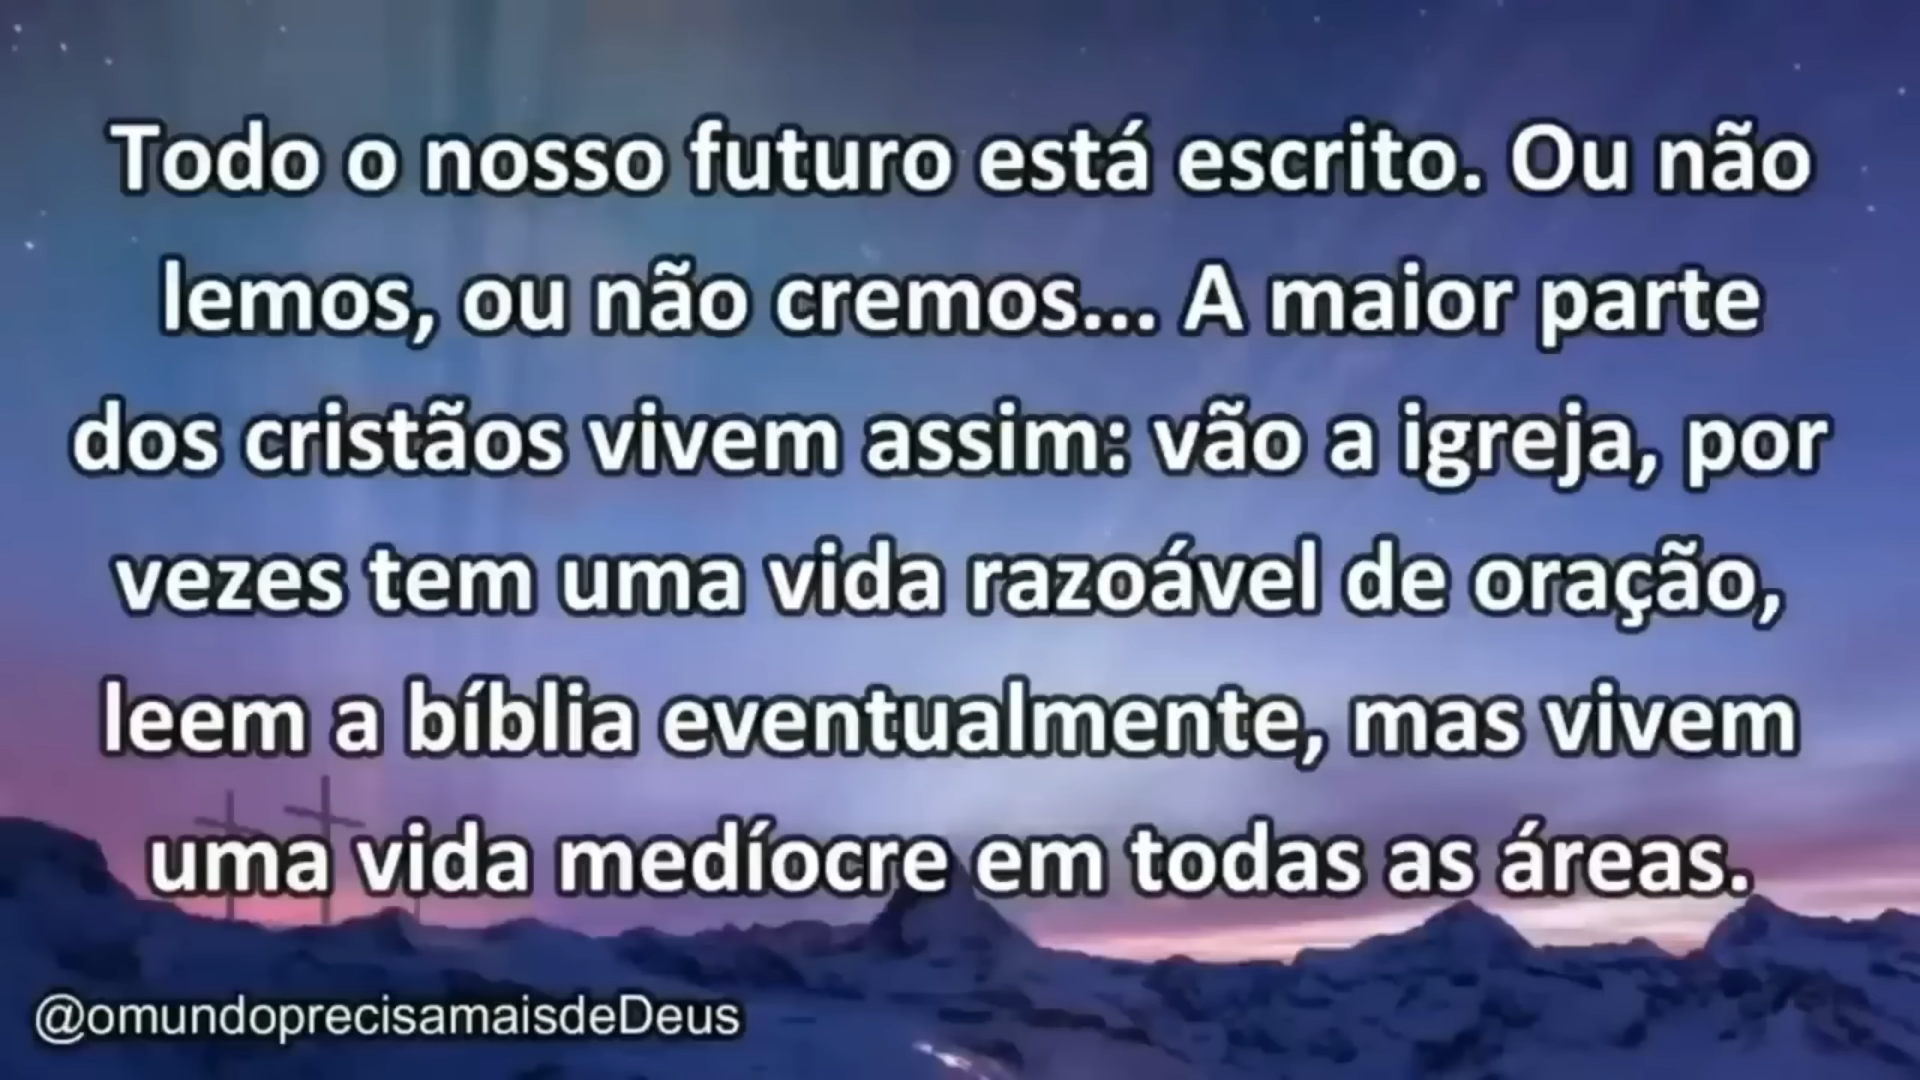 Todo o nosso futuro está escrito. Ou não
lemos, ou não cremos... A maior parte
dos cristãos vivem assim: vão a igreja, por
vezes tem uma vida razoável de oração,
leem a bíblia eventualmente, mas vivem
uma vida medíocre em todas as áreas.
@omundoprecisamaisdeDeus